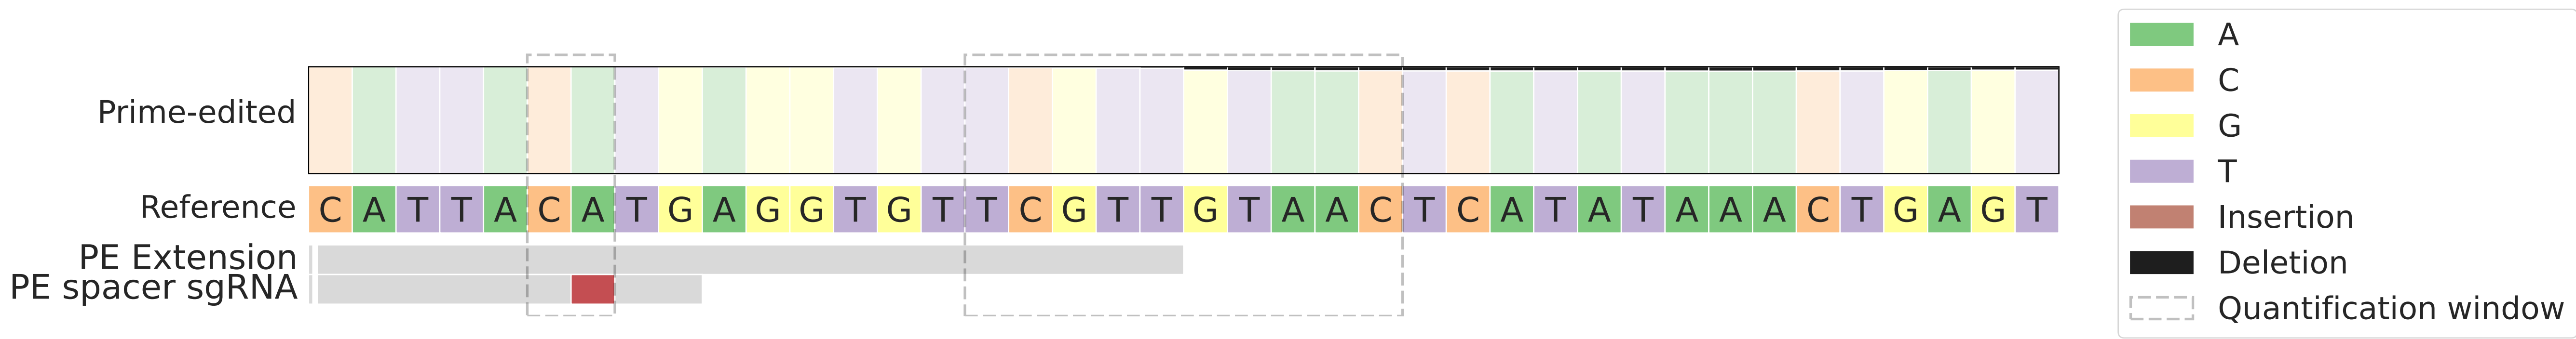 Prime-edited
Reference C A T T A C A T G A G G T G T T C G T T G T A A C T C A T A T A A A C T G A G T
PE Extension
PE spacer sgRNA
A
C
G
T
Insertion
Deletion
Quantification window